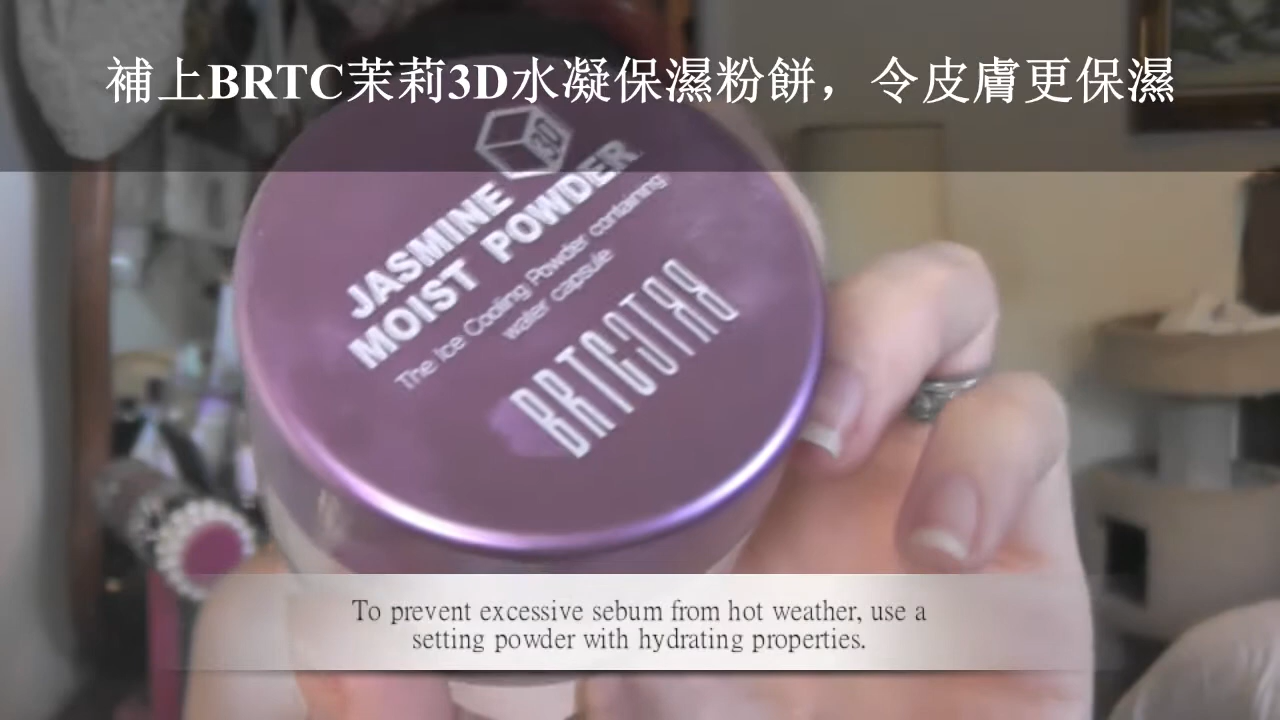 補上BRTC茉莉3D水凝保濕粉餅，令皮膚更保濕
3D
JASMINE
MOIST POWDER
The Ice Cooling Powder containing
water capsule
BRTC
To prevent excessive sebum from hot weather, use a
setting powder with hydrating properties.